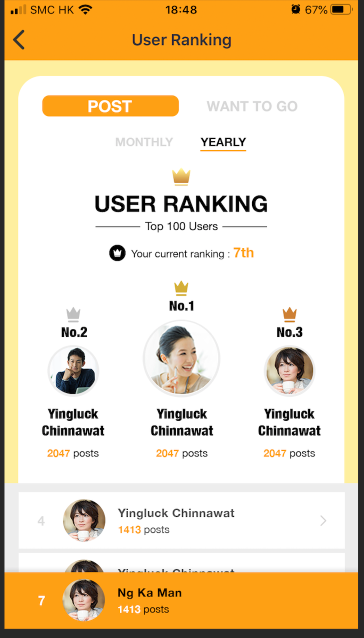 SMC HK 18:48 67%
User Ranking
POST WANT TO GO
MONTHLY YEARLY
USER RANKING
Top 100 Users
Your current ranking : 7th
No.1
No.2 No.3
Yingluck Chinnawat
2047 posts
Yingluck Chinnawat
2047 posts
Yingluck Chinnawat
2047 posts
4 Yingluck Chinnawat
1413 posts
Yingluck Chinnawat
7 Ng Ka Man
1413 posts